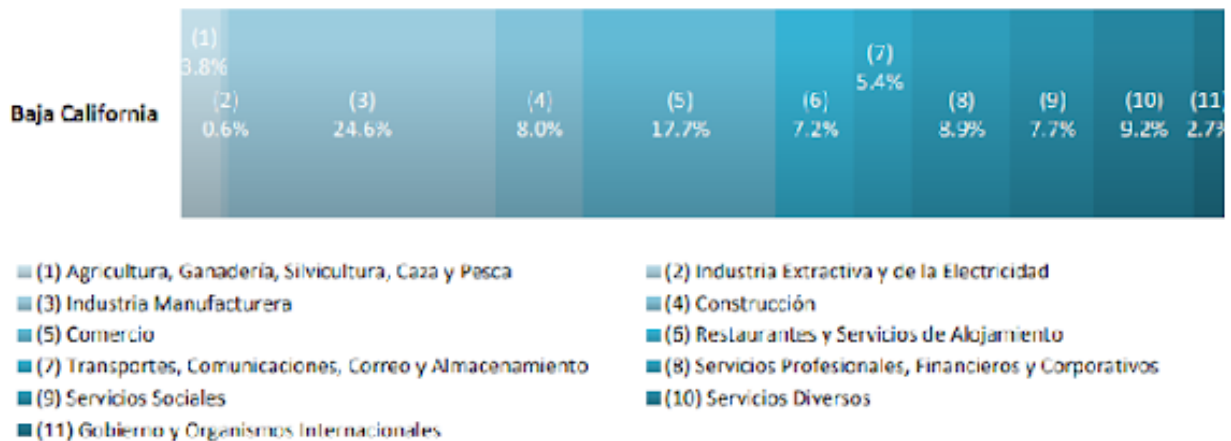 (1)
3.8%
(7)
5.4%
Baja California
(2) (3) (4) (5) (6) (8) (9) (10) (11)
0.6% 24.6% 8.0% 17.7% 7.2% 8.9% 7.7% 9.2% 2.7%
(1) Agricultura, Ganadería, Silvicultura, Caza y Pesca
(2) Industria Extractiva y de la Electricidad
(3) Industria Manufacturera
(4) Construcción
(5) Comercio
(6) Restaurantes y Servicios de Alojamiento
(7) Transportes, Comunicaciones, Correo y Almacenamiento
(8) Servicios Profesionales, Financieros y Corporativos
(9) Servicios Sociales
(10) Servicios Diversos
(11) Gobierno y Organismos Internacionales